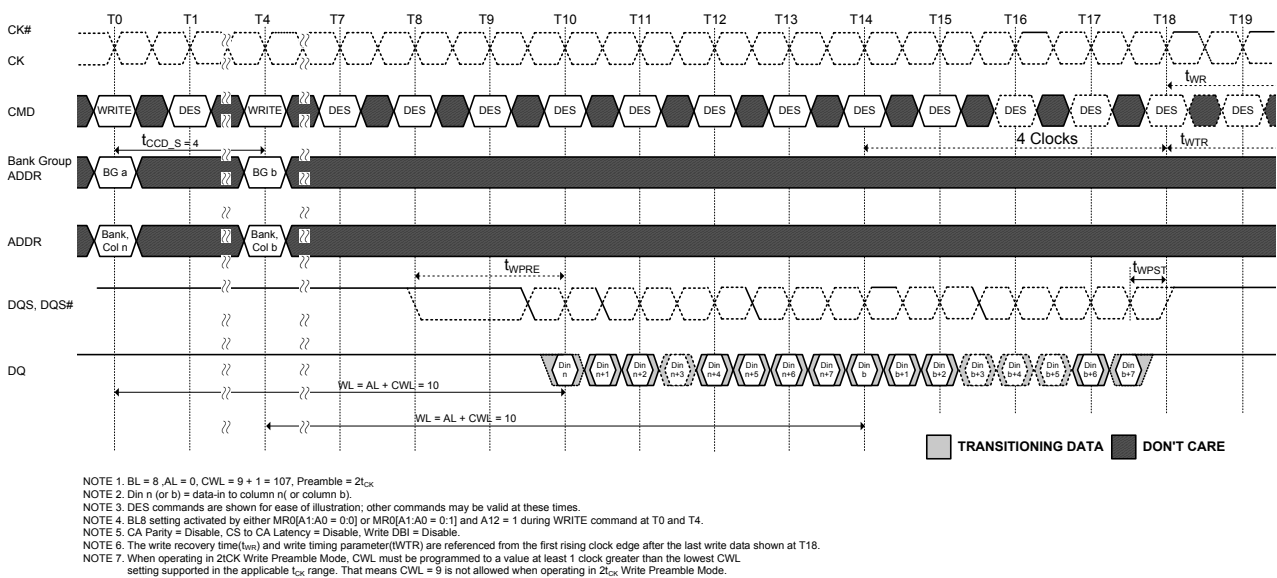 T0 T1 T4 T7 T8 T9 T10 T11 T12 T13 T14 T15 T16 T17 T18 T19
CK#
CK
tWR
CMD
WRITE DES WRITE DES DES DES DES DES DES DES DES DES DES DES DES DES
tCCD_S = 4
4 Clocks
tWTR
Bank Group
ADDR
BG a BG b
ADDR
Bank, Col n
Bank, Col b
tWPRE
tWPST
DQS, DQS#
DQ
Din n Din n+1 Din n+2 Din n+3 Din n+4 Din n+5 Din n+6 Din n+7 Din b Din b+1 Din b+2 Din b+3 Din b+4 Din b+5 Din b+6 Din b+7
WL = AL + CWL = 10
WL = AL + CWL = 10
TRANSITIONING DATA DON'T CARE
NOTE 1. BL = 8 ,AL = 0, CWL = 9 + 1 = 107, Preamble = 2tCK
NOTE 2. Din n (or b) = data-in to column n( or column b).
NOTE 3. DES commands are shown for ease of illustration; other commands may be valid at these times.
NOTE 4. BL8 setting activated by either MR0[A1:A0 = 0:0] or MR0[A1:A0 = 0:1] and A12 = 1 during WRITE command at T0 and T4.
NOTE 5. CA Parity = Disable, CS to CA Latency = Disable, Write DBI = Disable.
NOTE 6. The write recovery time(tWR) and write timing parameter(tWTR) are referenced from the first rising clock edge after the last write data shown at T18.
NOTE 7. When operating in 2tCK Write Preamble Mode, CWL must be programmed to a value at least 1 clock greater than the lowest CWL
setting supported in the applicable tCK range. That means CWL = 9 is not allowed when operating in 2tCK Write Preamble Mode.